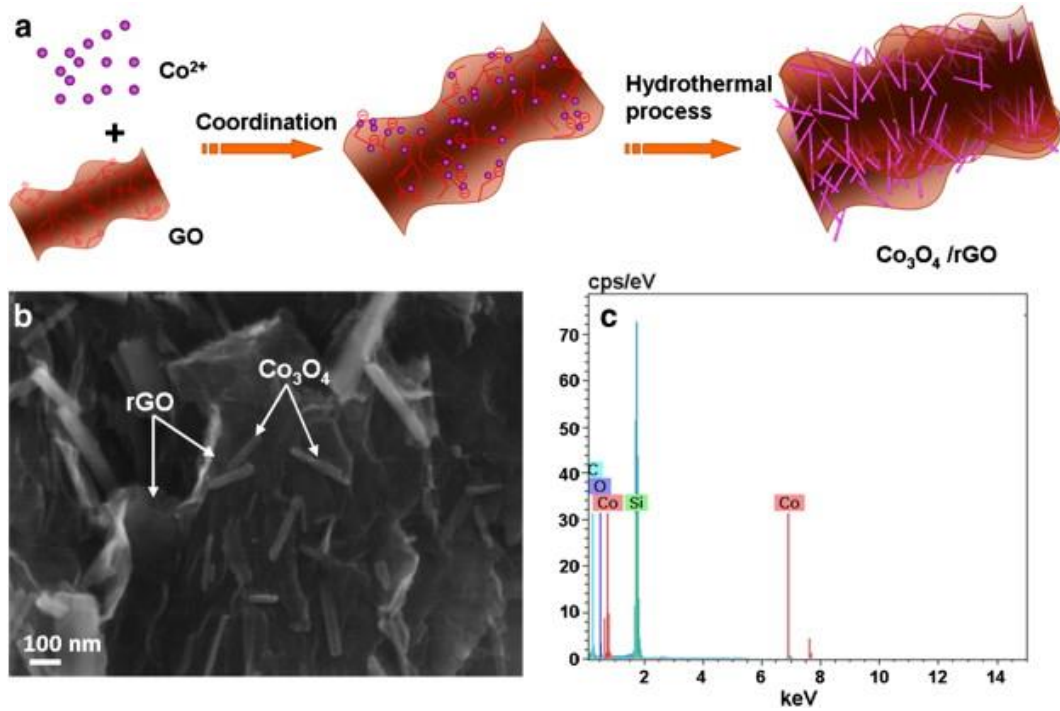 a
Co²⁺
+
GO
Coordination
Hydrothermal
process
Co₃O₄ /rGO
b
rGO
Co₃O₄
100 nm
cps/eV
c
70
60
50
40
30
20
10
0
C
O
Co
Si
Co
2
4
6
8
10
12
14
keV